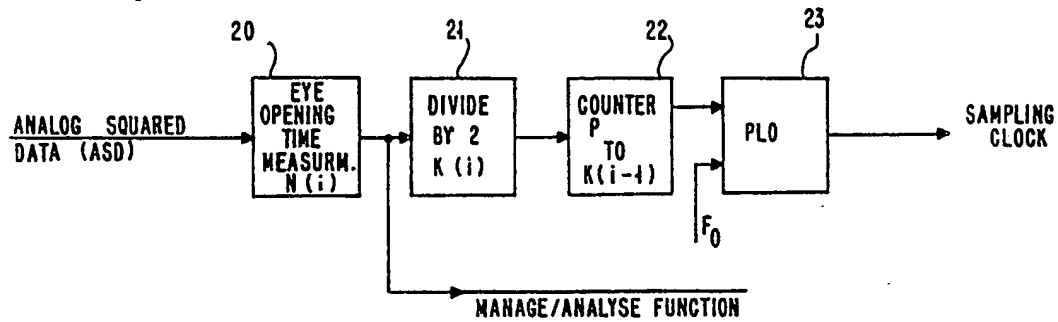 20
21
22
23
ANALOG SQUARED
DATA (ASD)
EYE
OPENING
TIME
MEASURM.
N(i)
DIVIDE
BY 2
K(i)
COUNTER
P
TO
K(i-1)
PLO
SAMPLING
CLOCK
F0
MANAGE/ANALYSE FUNCTION